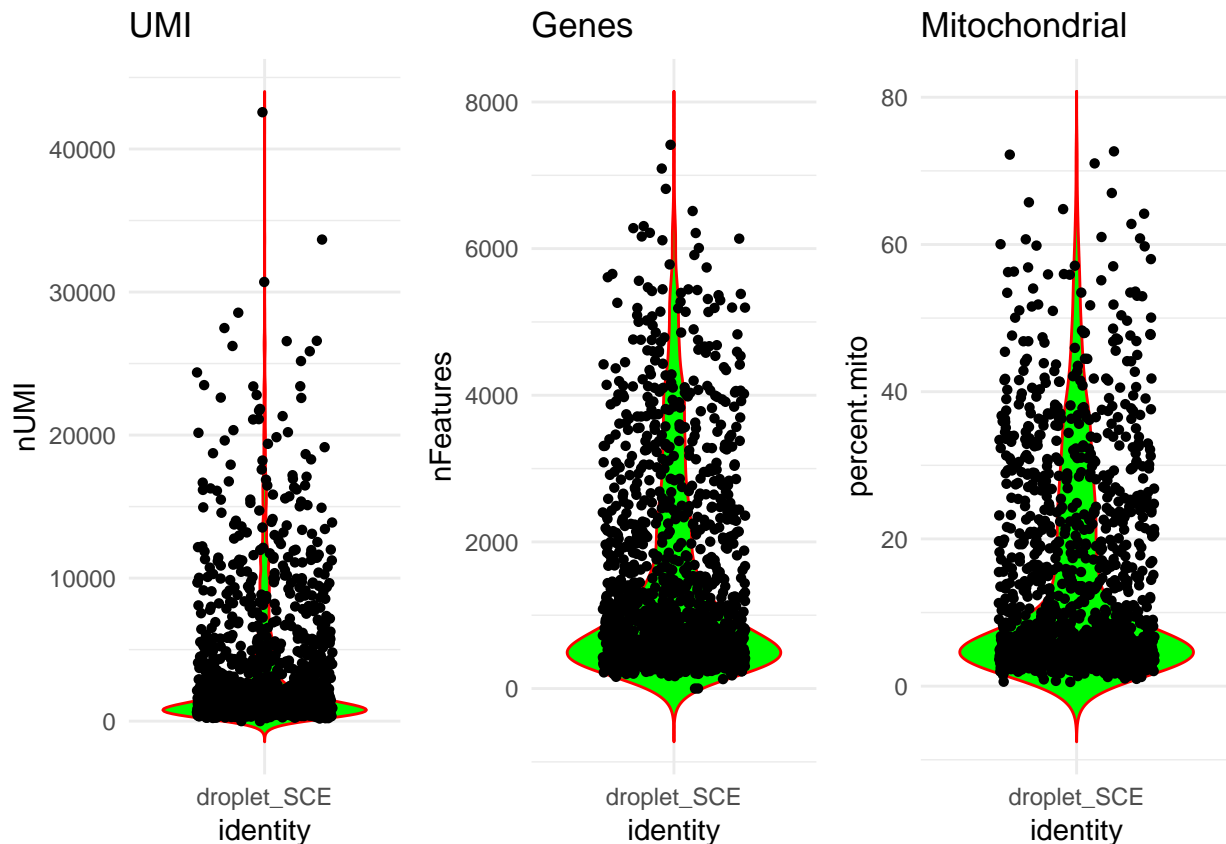 UMI
nUMI
40000
30000
20000
10000
0
droplet_SCE
identity
Genes
nFeatures
8000
6000
4000
2000
0
droplet_SCE
identity
Mitochondrial
percent.mito
80
60
40
20
0
droplet_SCE
identity